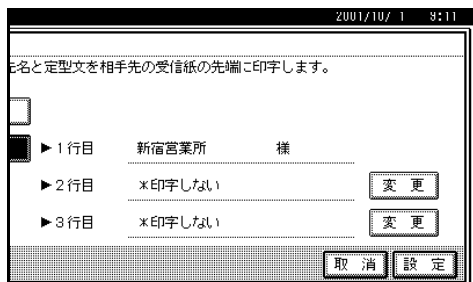 2001/10/ 1 9:11
先名と定型文を相手先の受信紙の先端に印字します。
▶1行目 新宿営業所 様
▶2行目 *印字しない 変 更
▶3行目 *印字しない 変 更
取 消 設 定